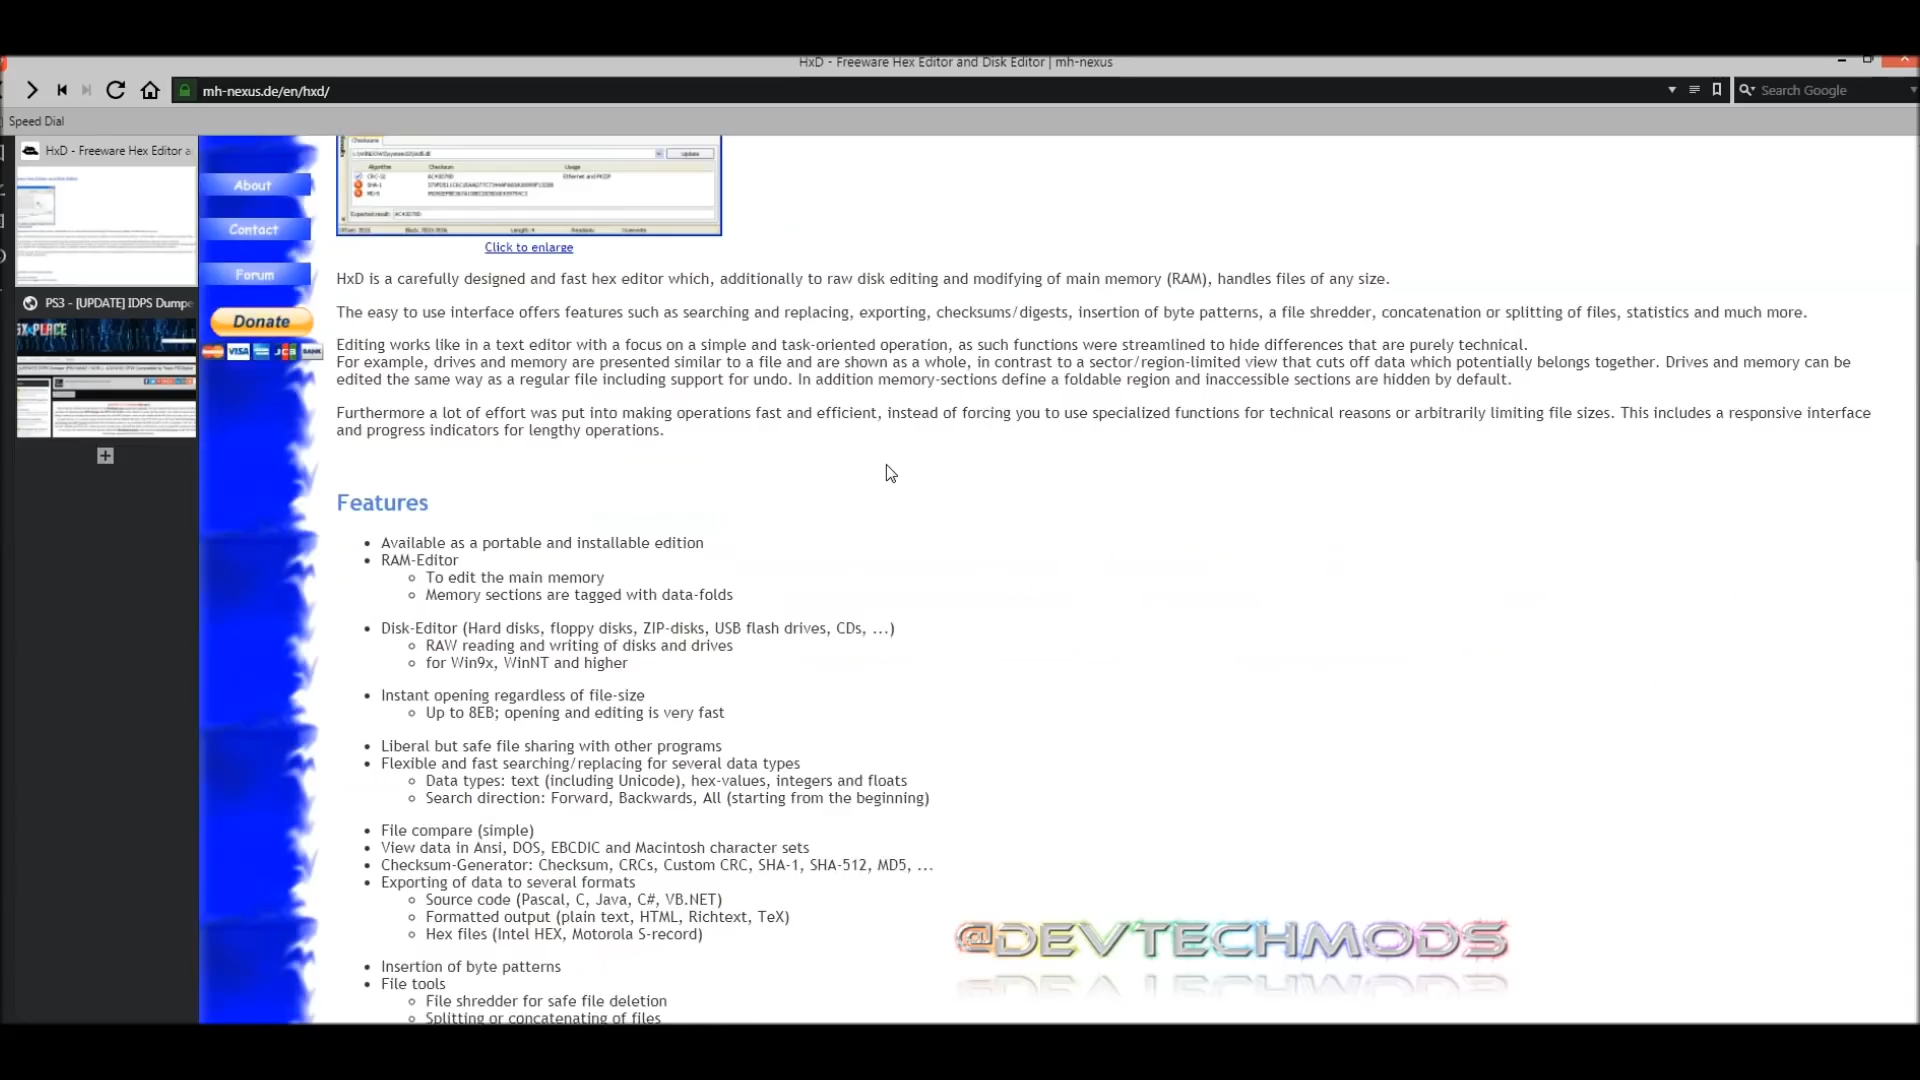 HxD - Freeware Hex Editor and Disk Editor | mh-nexus
mh-nexus.de/en/hxd/
Search Google
Speed Dial
HxD - Freeware Hex Editor a
PS3 - [UPDATE] IDPS Dumpe
About
Contact
Forum
Donate
VISA
JCB
BANK
Checksums
Update
Algorithm Checksum Usage
CRC-32 Ethernet and PKZIP
SHA-1
MD-5
Expected result:
Click to enlarge
HxD is a carefully designed and fast hex editor which, additionally to raw disk editing and modifying of main memory (RAM), handles files of any size.
The easy to use interface offers features such as searching and replacing, exporting, checksums/digests, insertion of byte patterns, a file shredder, concatenation or splitting of files, statistics and much more.
Editing works like in a text editor with a focus on a simple and task-oriented operation, as such functions were streamlined to hide differences that are purely technical.
For example, drives and memory are presented similar to a file and are shown as a whole, in contrast to a sector/region-limited view that cuts off data which potentially belongs together. Drives and memory can be
edited the same way as a regular file including support for undo. In addition memory-sections define a foldable region and inaccessible sections are hidden by default.
Furthermore a lot of effort was put into making operations fast and efficient, instead of forcing you to use specialized functions for technical reasons or arbitrarily limiting file sizes. This includes a responsive interface
and progress indicators for lengthy operations.
Features
Available as a portable and installable edition
RAM-Editor
To edit the main memory
Memory sections are tagged with data-folds
Disk-Editor (Hard disks, floppy disks, ZIP-disks, USB flash drives, CDs, ...)
RAW reading and writing of disks and drives
for Win9x, WinNT and higher
Instant opening regardless of file-size
Up to 8EB; opening and editing is very fast
Liberal but safe file sharing with other programs
Flexible and fast searching/replacing for several data types
Data types: text (including Unicode), hex-values, integers and floats
Search direction: Forward, Backwards, All (starting from the beginning)
File compare (simple)
View data in Ansi, DOS, EBCDIC and Macintosh character sets
Checksum-Generator: Checksum, CRCs, Custom CRC, SHA-1, SHA-512, MD5, ...
Exporting of data to several formats
Source code (Pascal, C, Java, C#, VB.NET)
Formatted output (plain text, HTML, Richtext, TeX)
Hex files (Intel HEX, Motorola S-record)
Insertion of byte patterns
File tools
File shredder for safe file deletion
Splitting or concatenating of files
@DEVTECHMODS